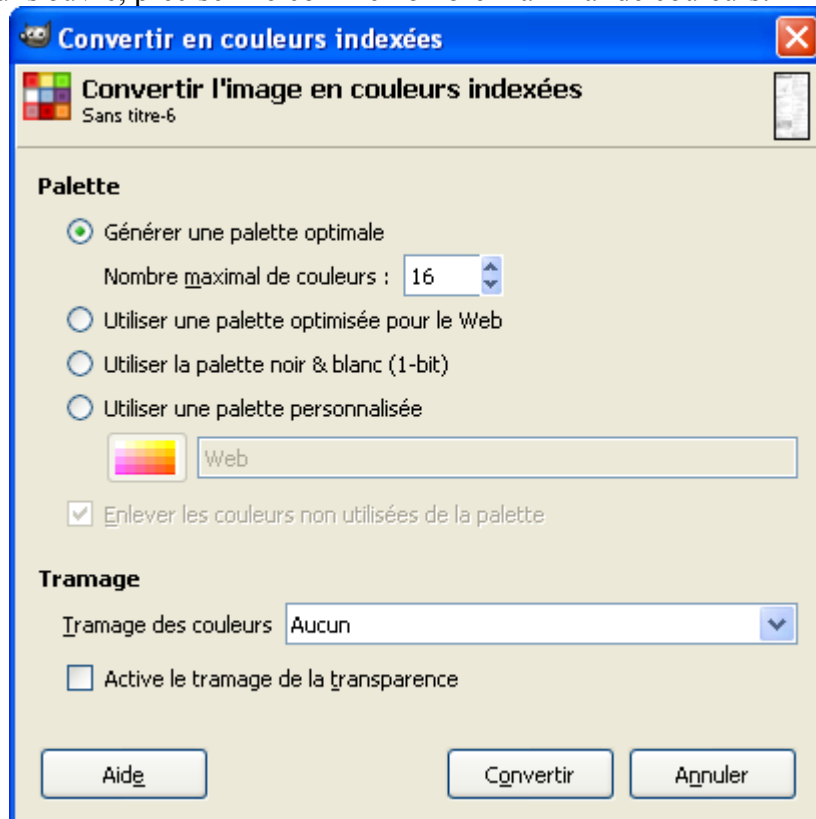 Convertir en couleurs indexées
Convertir l'image en couleurs indexées
Sans titre-6
Palette
Générer une palette optimale
Nombre maximal de couleurs : 16
Utiliser une palette optimisée pour le Web
Utiliser la palette noir & blanc (1-bit)
Utiliser une palette personnalisée
Web
Enlever les couleurs non utilisées de la palette
Tramage
Tramage des couleurs Aucun
Active le tramage de la transparence
Aide Convertir Annuler